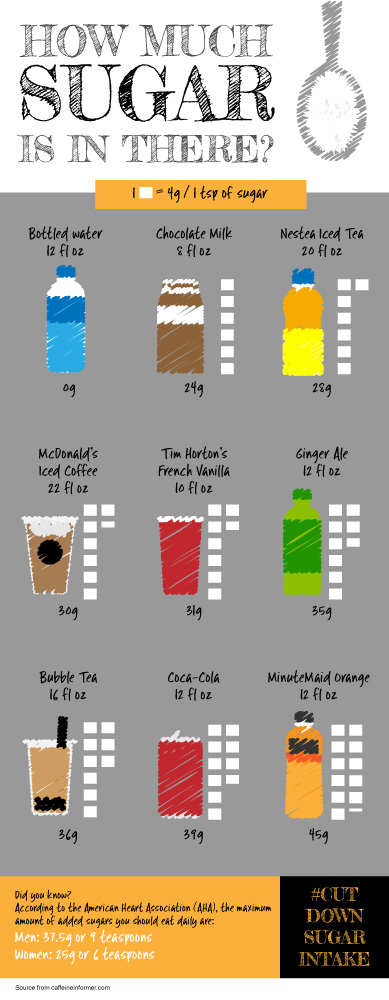 HOW MUCH
SUGAR
IS IN THERE?
1 = 4g / 1 tsp of sugar
Bottled water
12 fl oz
0g
Chocolate Milk
8 fl oz
24g
Nestea Iced Tea
20 fl oz
28g
McDonald's
Iced Coffee
22 fl oz
30g
Tim Horton's
French Vanilla
10 fl oz
31g
Ginger Ale
12 fl oz
35g
Bubble Tea
16 fl oz
36g
Coca-Cola
12 fl oz
39g
MinuteMaid Orange
12 fl oz
45g
Did you know?
According to the American Heart Association (AHA), the maximum
amount of added sugars you should eat daily are:
Men: 37.5g or 9 teaspoons
Women: 25g or 6 teaspoons
#CUT
DOWN
SUGAR
INTAKE
Source from caffeineinformer.com